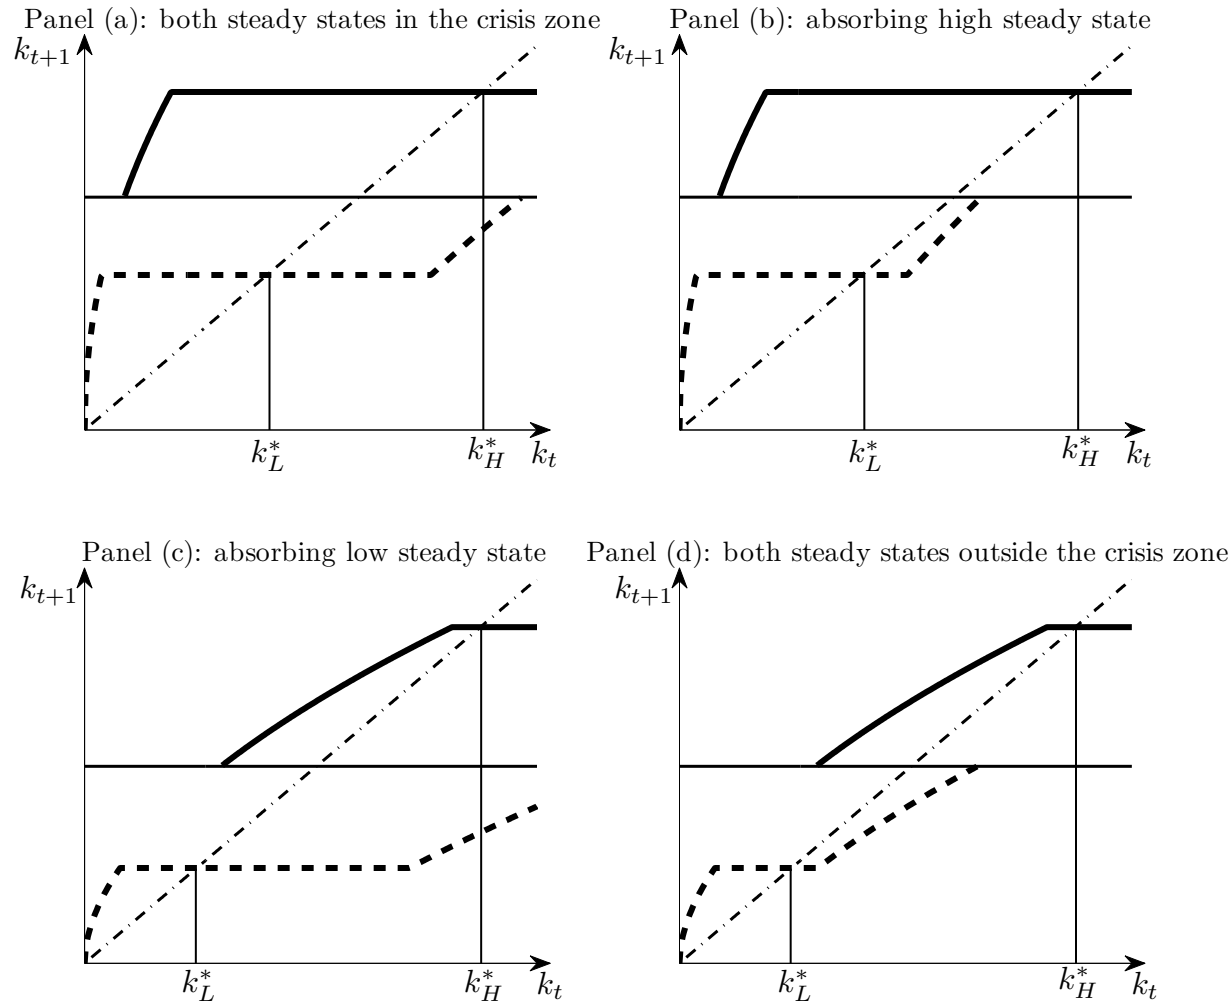 Panel (a): both steady states in the crisis zone
Panel (b): absorbing high steady state
k_{t+1}
k_{t+1}
k_L^*
k_H^*
k_t
k_L^*
k_H^*
k_t
Panel (c): absorbing low steady state
Panel (d): both steady states outside the crisis zone
k_{t+1}
k_{t+1}
k_L^*
k_H^*
k_t
k_L^*
k_H^*
k_t